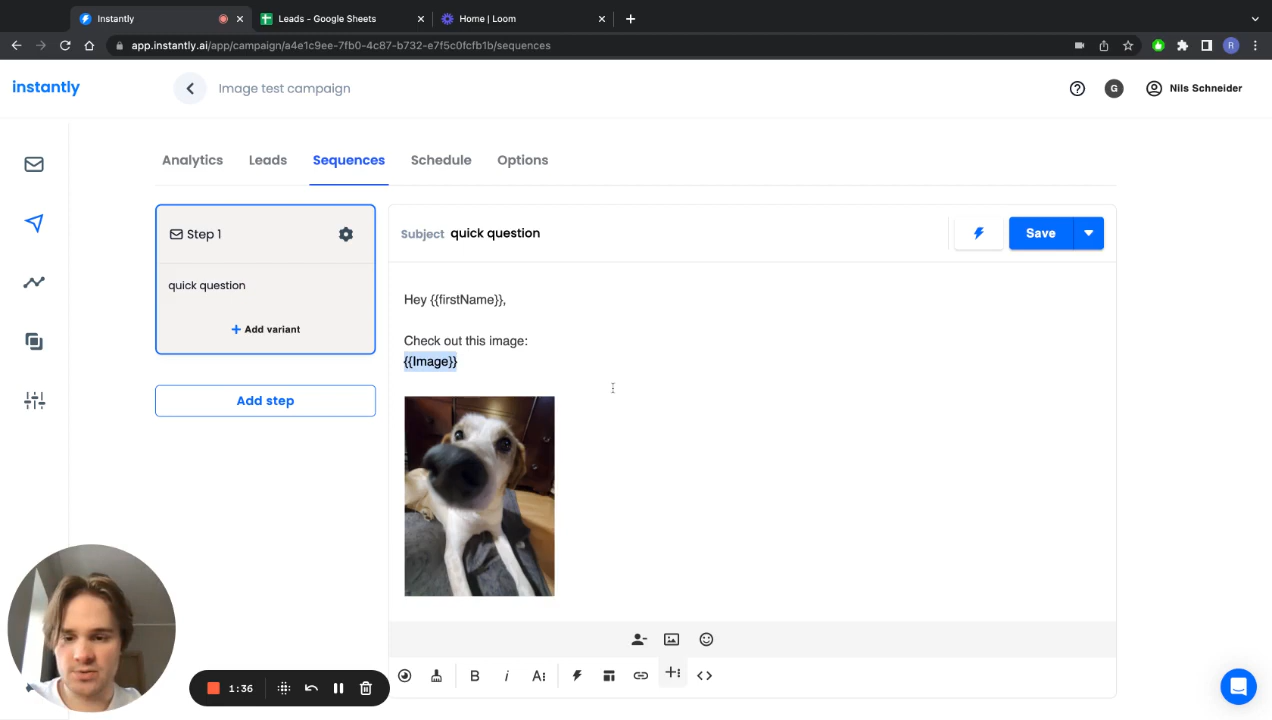 Instantly
Leads - Google Sheets
Home | Loom
app.instantly.ai/app/campaign/a4e1c9ee-7fb0-4c87-b732-e7f5c0fcfb1b/sequences
R
instantly
Image test campaign
G
Nils Schneider
Analytics
Leads
Sequences
Schedule
Options
Step 1
quick question
Add variant
Add step
Subject quick question
Save
Hey {{firstName}},
Check out this image:
{{Image}}
B
i
A
1:36